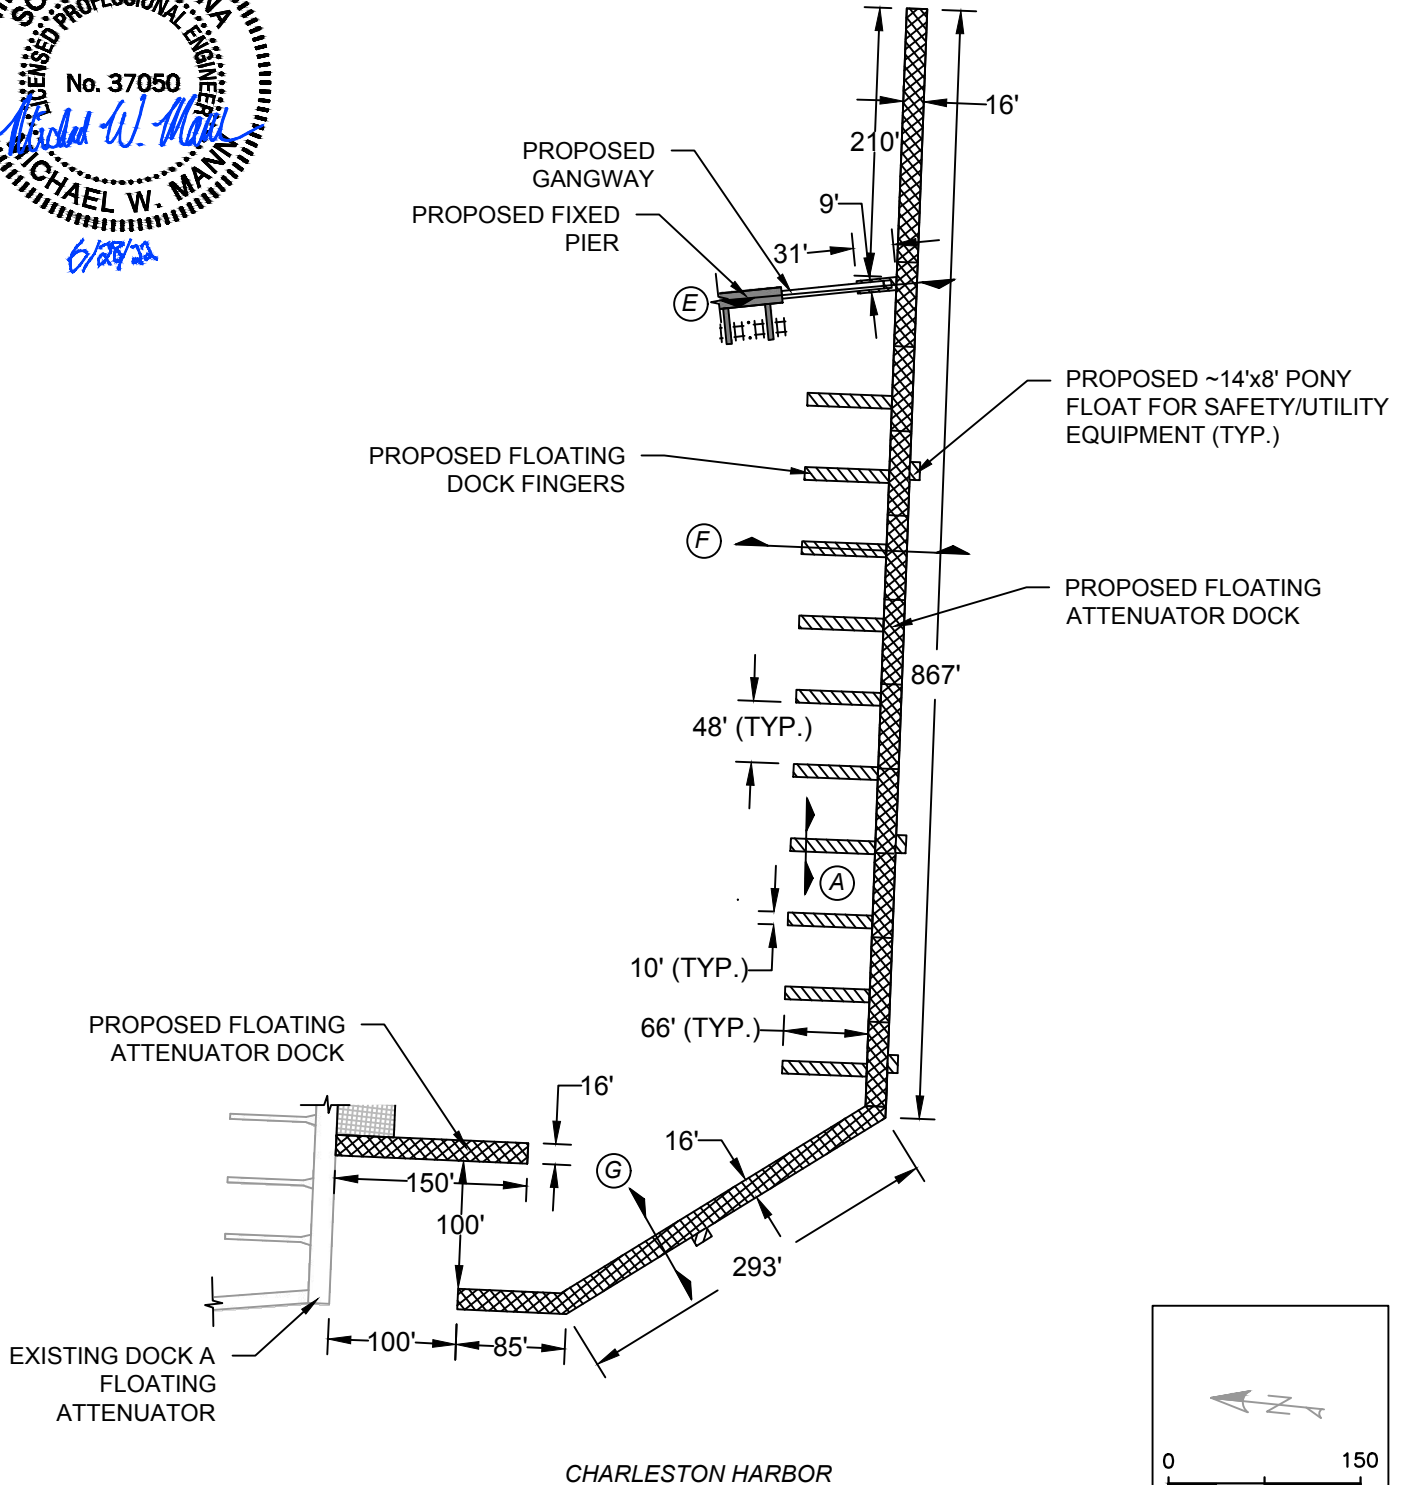 LICENSED PROFESSIONAL ENGINEER
No. 37050
MICHAEL W. MANN
6/28/22
16'
210'
PROPOSED
GANGWAY
PROPOSED FIXED
PIER
9'
31'
E
PROPOSED ~14'x8' PONY
FLOAT FOR SAFETY/UTILITY
EQUIPMENT (TYP.)
PROPOSED FLOATING
DOCK FINGERS
F
PROPOSED FLOATING
ATTENUATOR DOCK
867'
48' (TYP.)
A
10' (TYP.)
66' (TYP.)
PROPOSED FLOATING
ATTENUATOR DOCK
16'
16'
G
150'
100'
293'
100'
85'
EXISTING DOCK A
FLOATING
ATTENUATOR
N
0 150
CHARLESTON HARBOR